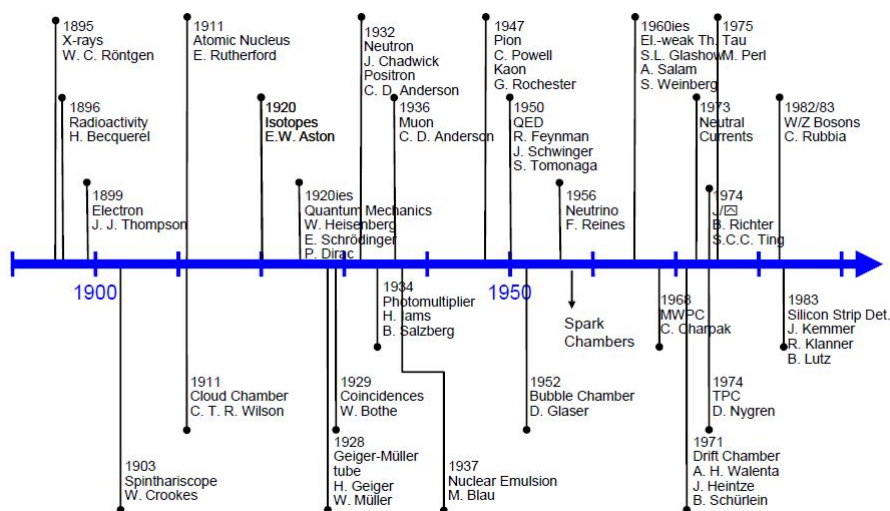 1895
X-rays
W. C. Röntgen
1896
Radioactivity
H. Becquerel
1899
Electron
J. J. Thompson
1911
Atomic Nucleus
E. Rutherford
1920
Isotopes
E.W. Aston
1920ies
Quantum Mechanics
W. Heisenberg
E. Schrödinger
P. Dirac
1932
Neutron
J. Chadwick
Positron
C. D. Anderson
1936
Muon
C. D. Anderson
1947
Pion
C. Powell
Kaon
G. Rochester
1950
QED
R. Feynman
J. Schwinger
S. Tomonaga
1956
Neutrino
F. Reines
1960ies
El.-weak Th.
S.L. Glashow
A. Salam
S. Weinberg
1973
Neutral
Currents
1975
Tau
M. Perl
1974
J/
B. Richter
S.C.C. Ting
1982/83
W/Z Bosons
C. Rubbia
1900
1950
1903
Spinthariscope
W. Crookes
1911
Cloud Chamber
C. T. R. Wilson
1928
Geiger-Müller
tube
H. Geiger
W. Müller
1929
Coincidences
W. Bothe
1934
Photomultiplier
H. Iams
B. Salzberg
1937
Nuclear Emulsion
M. Blau
1952
Bubble Chamber
D. Glaser
Spark
Chambers
1968
MWPC
C. Charpak
1971
Drift Chamber
A. H. Walenta
J. Heintze
B. Schürlein
1974
TPC
D. Nygren
1983
Silicon Strip Det.
J. Kemmer
R. Klanner
B. Lutz